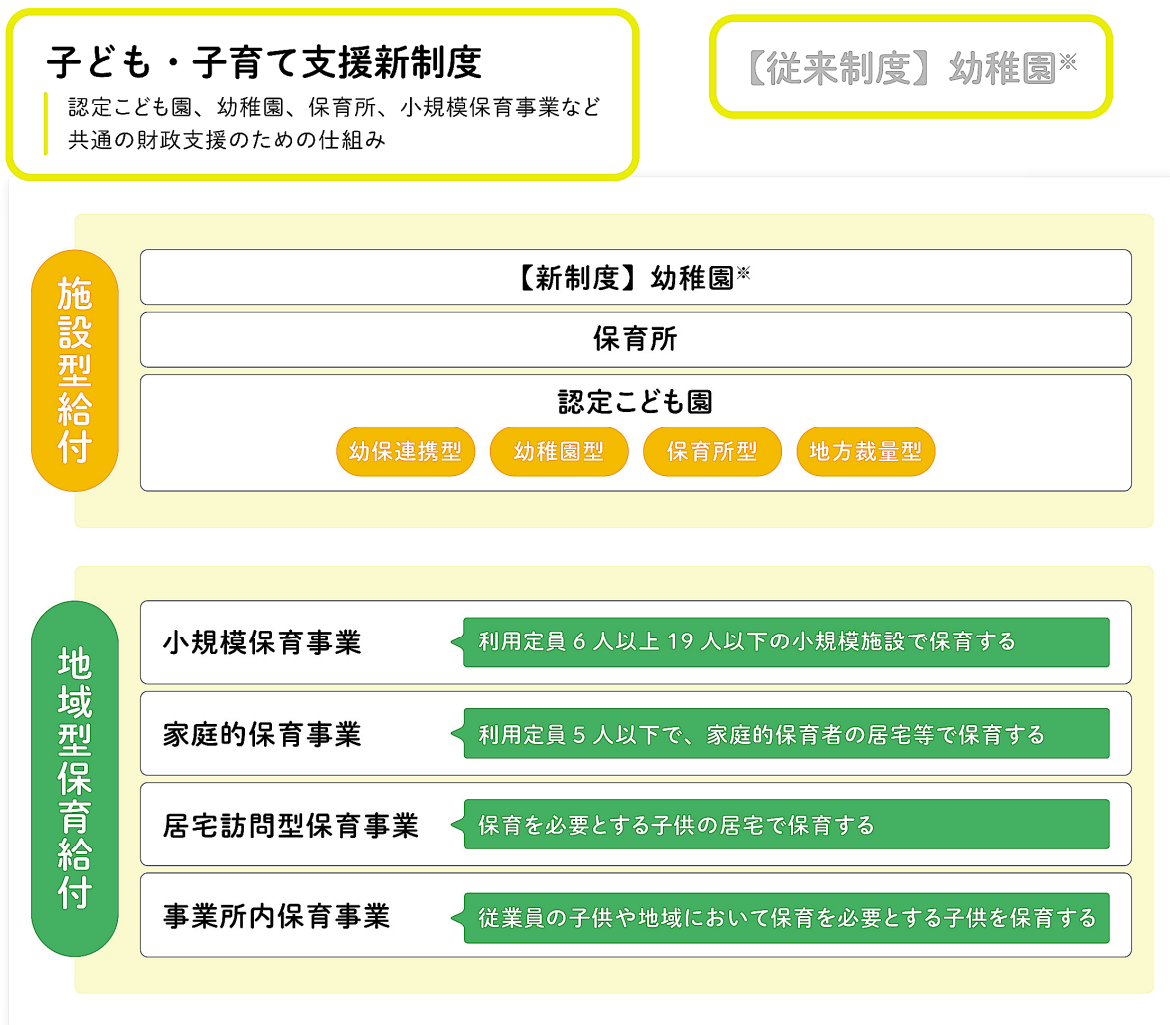 子ども・子育て支援新制度
認定こども園、幼稚園、保育所、小規模保育事業など
共通の財政支援のための仕組み
【従来制度】幼稚園※
施設型給付
【新制度】幼稚園※
保育所
認定こども園
幼保連携型
幼稚園型
保育所型
地方裁量型
地域型保育給付
小規模保育事業
利用定員6人以上19人以下の小規模施設で保育する
家庭的保育事業
利用定員5人以下で、家庭的保育者の居宅等で保育する
居宅訪問型保育事業
保育を必要とする子供の居宅で保育する
事業所内保育事業
従業員の子供や地域において保育を必要とする子供を保育する